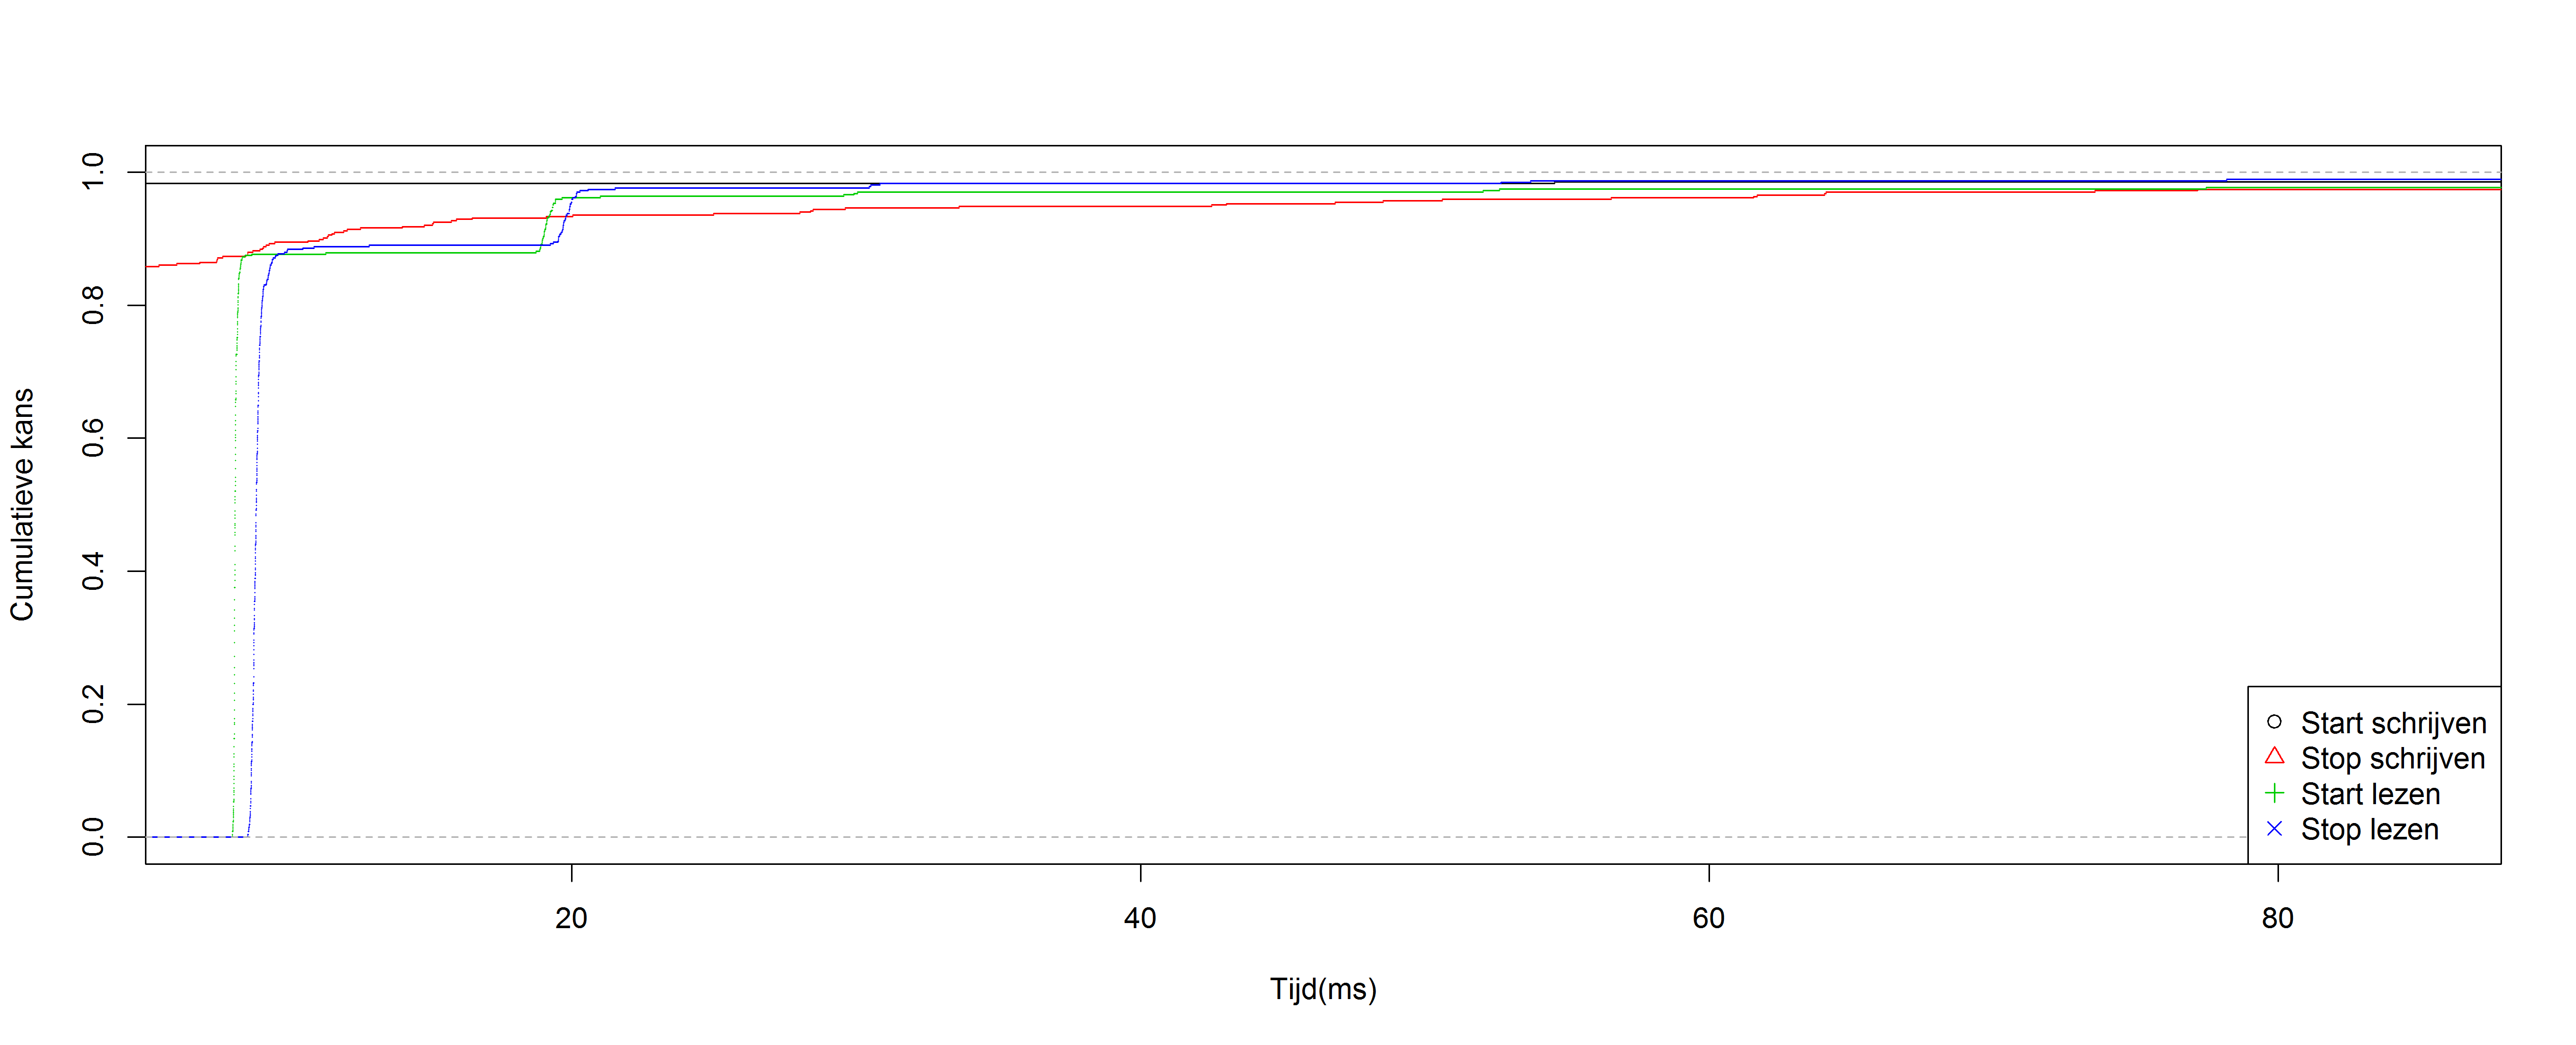 Cumulatieve kans
1.0
0.8
0.6
0.4
0.2
0.0
Start schrijven
Stop schrijven
Start lezen
Stop lezen
20 40 60 80
Tijd(ms)